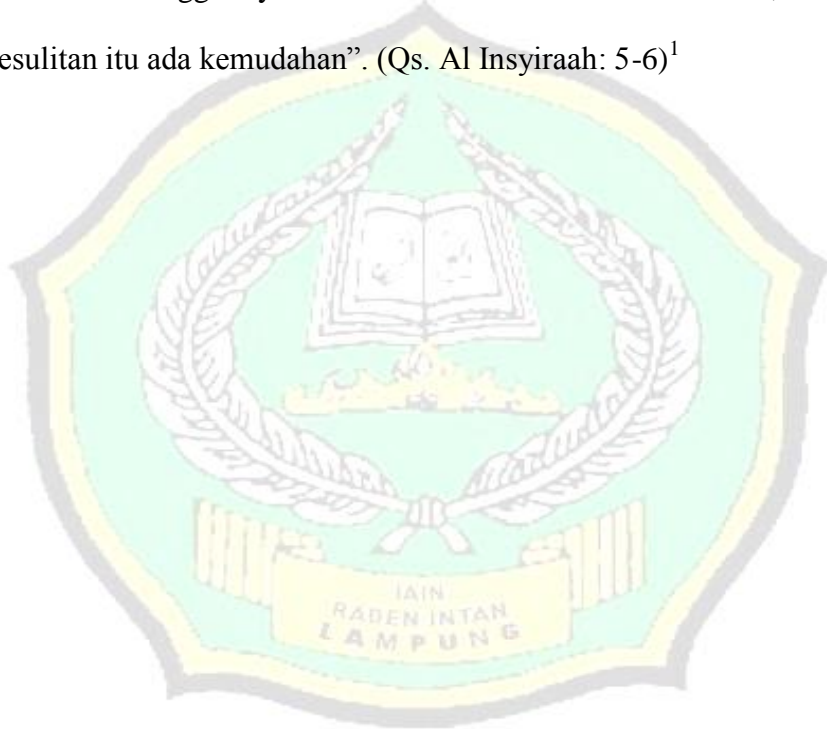 esulitan itu ada kemudahan”. (Qs. Al Insyiraah: 5-6)¹
IAIN
RADEN INTAN
LAMPUNG